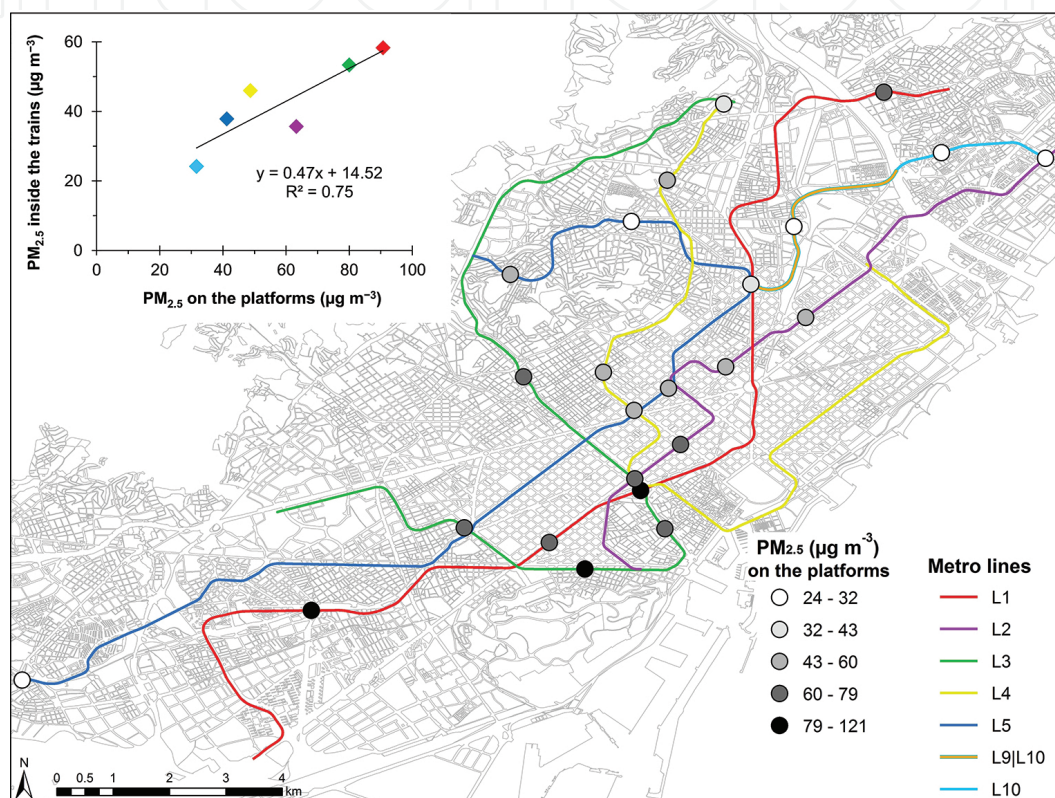 60
40
20
0
PM2.5 inside the trains (µg m⁻³)
y = 0.47x + 14.52
R² = 0.75
0 20 40 60 80 100
PM2.5 on the platforms (µg m⁻³)
PM2.5 (µg m⁻³)
on the platforms
24 - 32
32 - 43
43 - 60
60 - 79
79 - 121
Metro lines
L1
L2
L3
L4
L5
L9|L10
L10
N
0 0.5 1 2 3 4
km